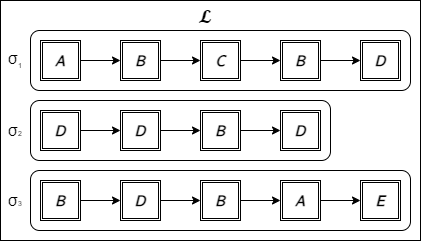 ℒ
σ₁ A B C B D
σ₂ D D B D
σ₃ B D B A E